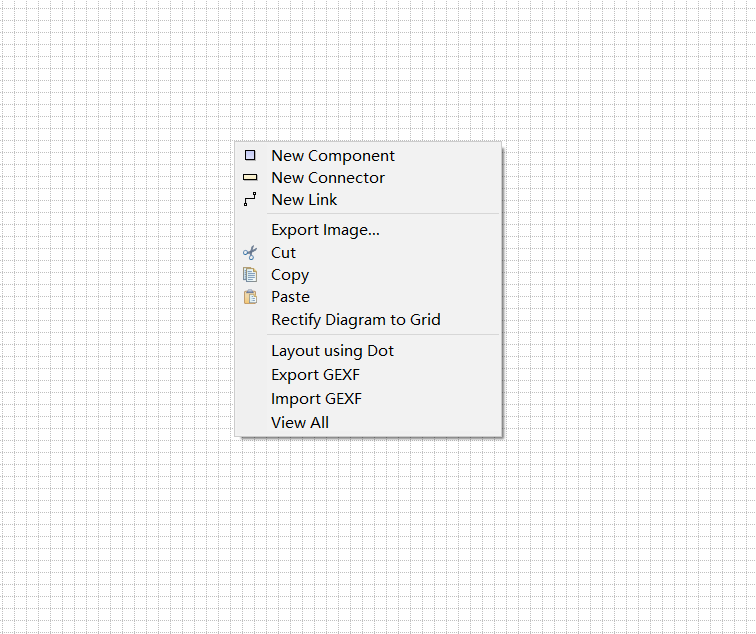 New Component
New Connector
New Link
Export Image...
Cut
Copy
Paste
Rectify Diagram to Grid
Layout using Dot
Export GEXF
Import GEXF
View All